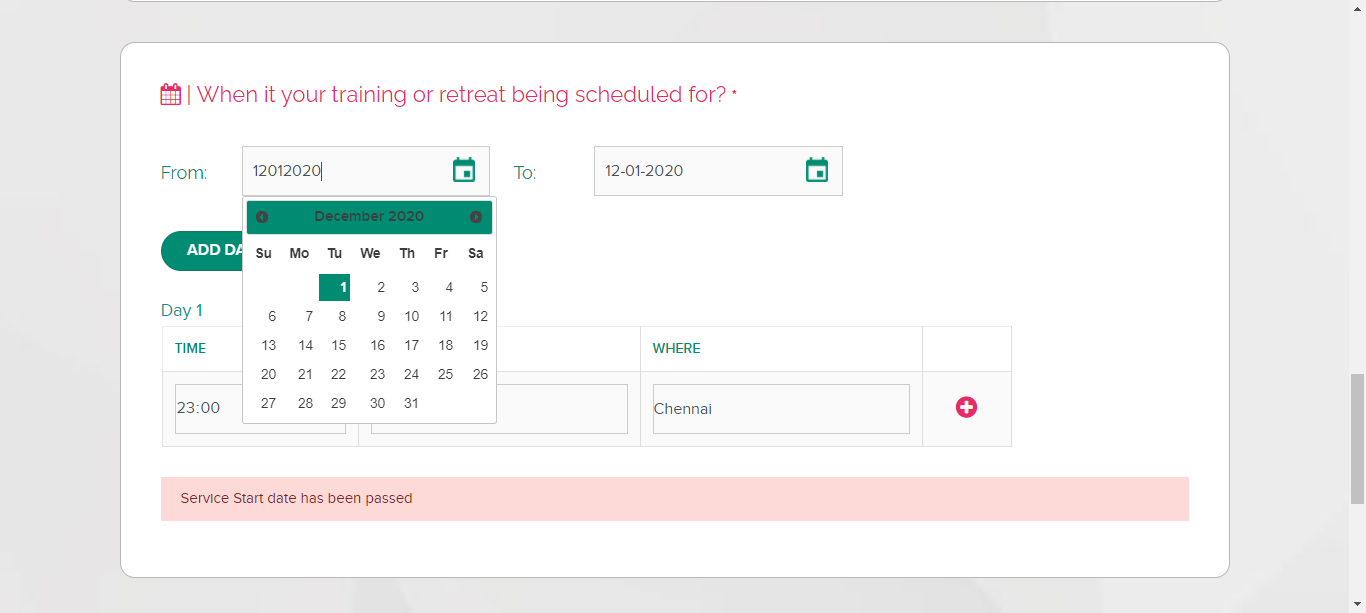 | When it your training or retreat being scheduled for? *
From: 12012020 To: 12-01-2020
December 2020
Su Mo Tu We Th Fr Sa
1 2 3 4 5
6 7 8 9 10 11 12
13 14 15 16 17 18 19
20 21 22 23 24 25 26
27 28 29 30 31
ADD DA
Day 1
TIME WHERE
23:00 Chennai
Service Start date has been passed